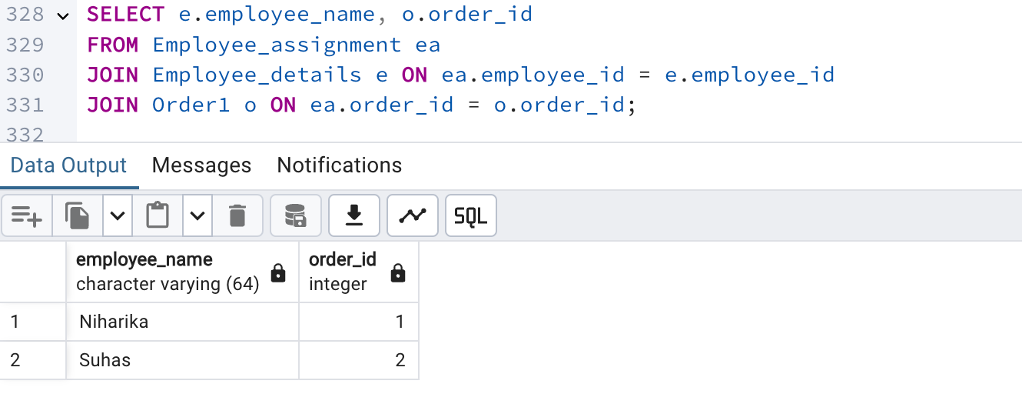 328 SELECT e.employee_name, o.order_id
329 FROM Employee_assignment ea
330 JOIN Employee_details e ON ea.employee_id = e.employee_id
331 JOIN Order1 o ON ea.order_id = o.order_id;
332
Data Output Messages Notifications
SQL
employee_name order_id
character varying (64) integer
1 Niharika 1
2 Suhas 2